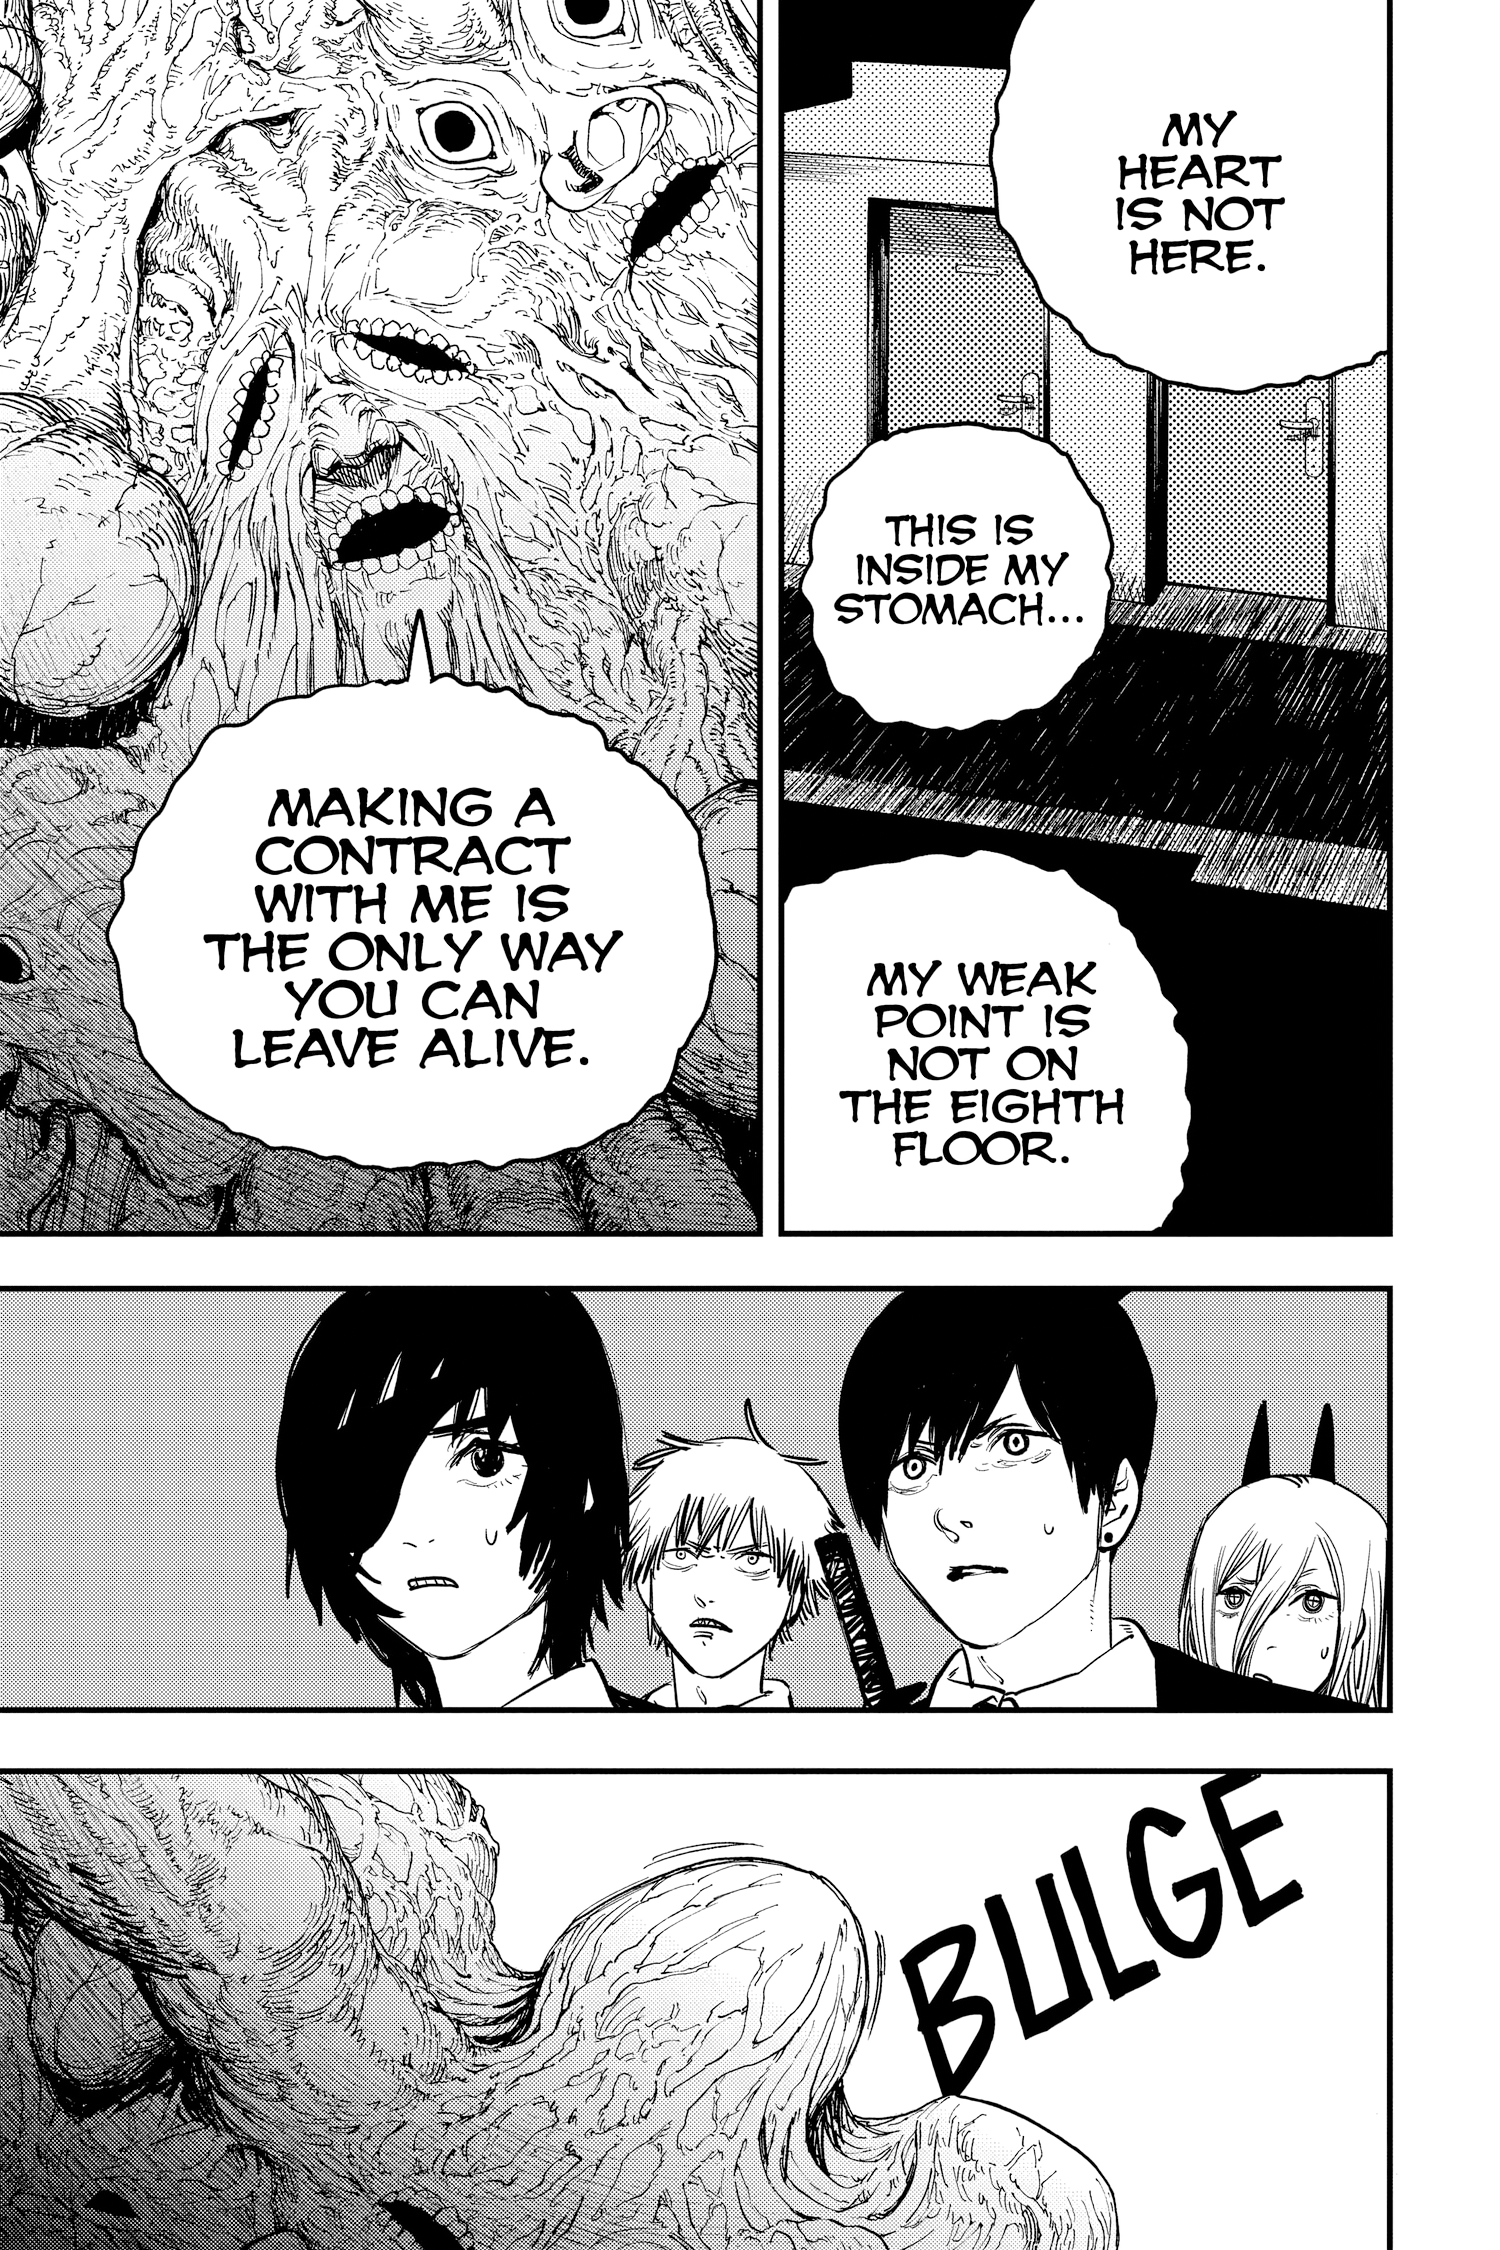 MY
HEART
IS NOT
HERE.
THIS IS
INSIDE MY
STOMACH...
MY WEAK
POINT IS
NOT ON
THE EIGHTH
FLOOR.
MAKING A
CONTRACT
WITH ME IS
THE ONLY WAY
YOU CAN
LEAVE ALIVE.
BULGE